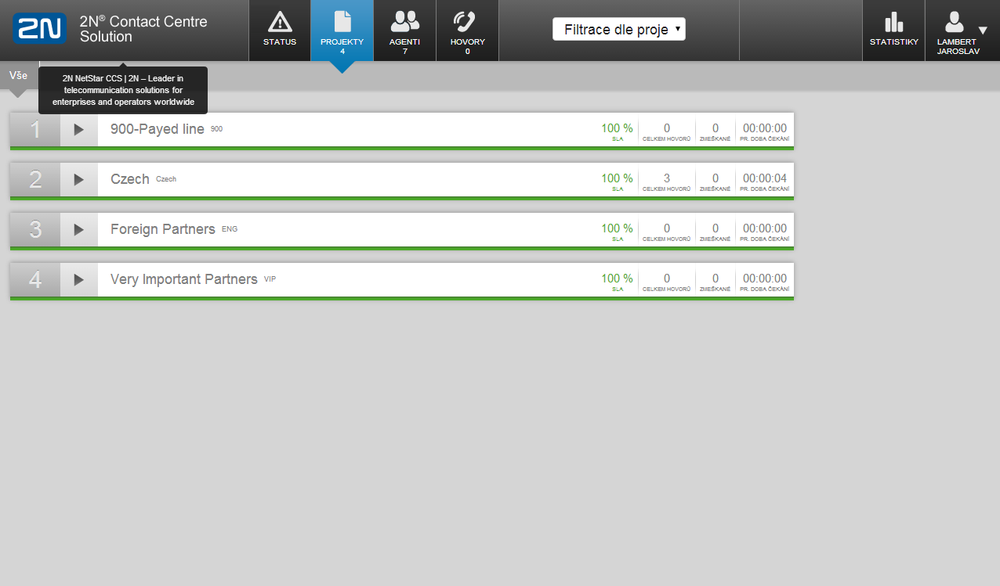 2N
2N® Contact Centre
Solution
STATUS
PROJEKTY
4
AGENTI
7
HOVORY
0
Filtrace dle proje
STATISTIKY
LAMBERT
JAROSLAV
Vše
2N NetStar CCS | 2N – Leader in
telecommunication solutions for
enterprises and operators worldwide
1 900-Payed line 900 100 % 0 0 00:00:00
SLA CELKEM HOVORŮ ZMEŠKANÉ PR. DOBA ČEKÁNÍ
2 Czech Czech 100 % 3 0 00:00:04
SLA CELKEM HOVORŮ ZMEŠKANÉ PR. DOBA ČEKÁNÍ
3 Foreign Partners ENG 100 % 0 0 00:00:00
SLA CELKEM HOVORŮ ZMEŠKANÉ PR. DOBA ČEKÁNÍ
4 Very Important Partners VIP 100 % 0 0 00:00:00
SLA CELKEM HOVORŮ ZMEŠKANÉ PR. DOBA ČEKÁNÍ